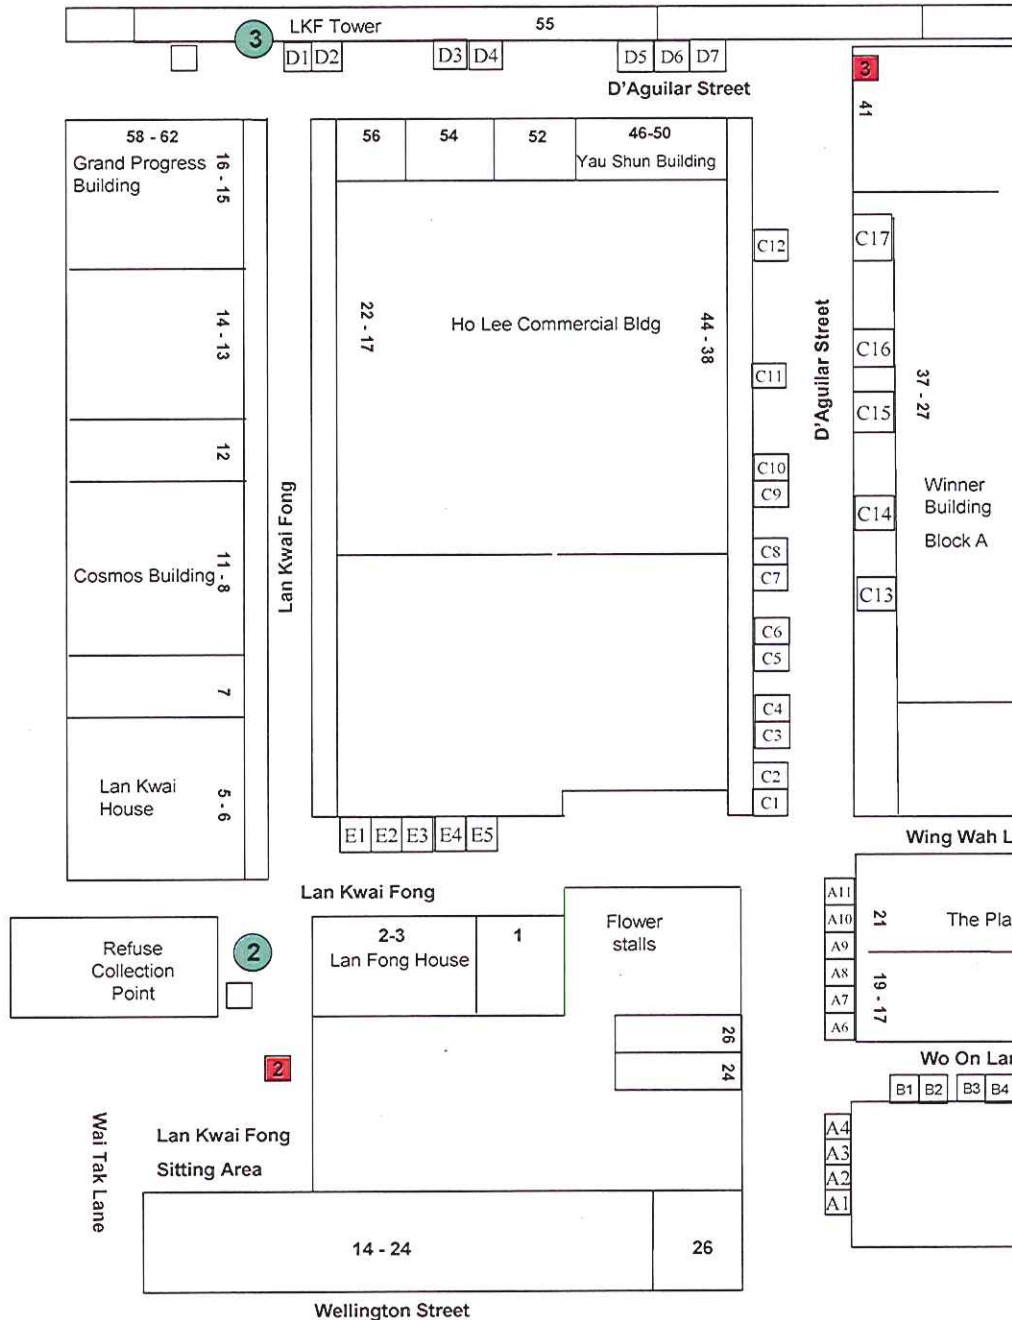 LKF Tower
55
3
D1
D2
D3
D4
D5
D6
D7
D'Aguilar Street
3
41
58 - 62
Grand Progress
Building
16 - 15
56
54
52
46-50
Yau Shun Building
C12
C17
14 - 13
22 - 17
Ho Lee Commercial Bldg
44 - 38
D'Aguilar Street
C16
C11
C15
37 - 27
12
C10
C9
Lan Kwai Fong
Winner
Building
Block A
C14
C8
C7
C13
Cosmos Building
11 - 8
C6
C5
7
C4
C3
Lan Kwai
House
5 - 6
C2
C1
E1
E2
E3
E4
E5
Wing Wah L
Lan Kwai Fong
A11
A10
A9
A8
A7
A6
21
The Pla
19 - 17
Refuse
Collection
Point
2
2-3
Lan Fong House
1
Flower
stalls
26
24
2
Wo On Lan
B1
B2
B3
B4
Wai Tak Lane
Lan Kwai Fong
Sitting Area
A4
A3
A2
A1
14 - 24
26
Wellington Street